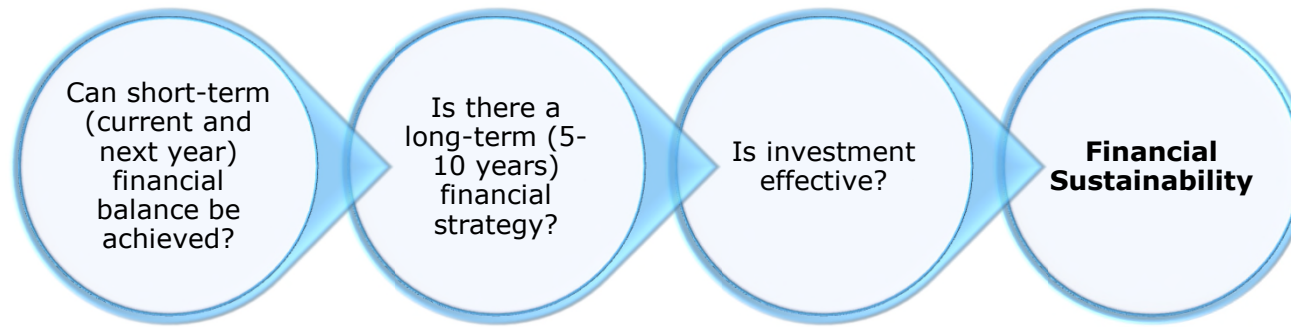 Can short-term
(current and
next year)
financial
balance be
achieved?
Is there a
long-term (5-
10 years)
financial
strategy?
Is investment
effective?
Financial
Sustainability